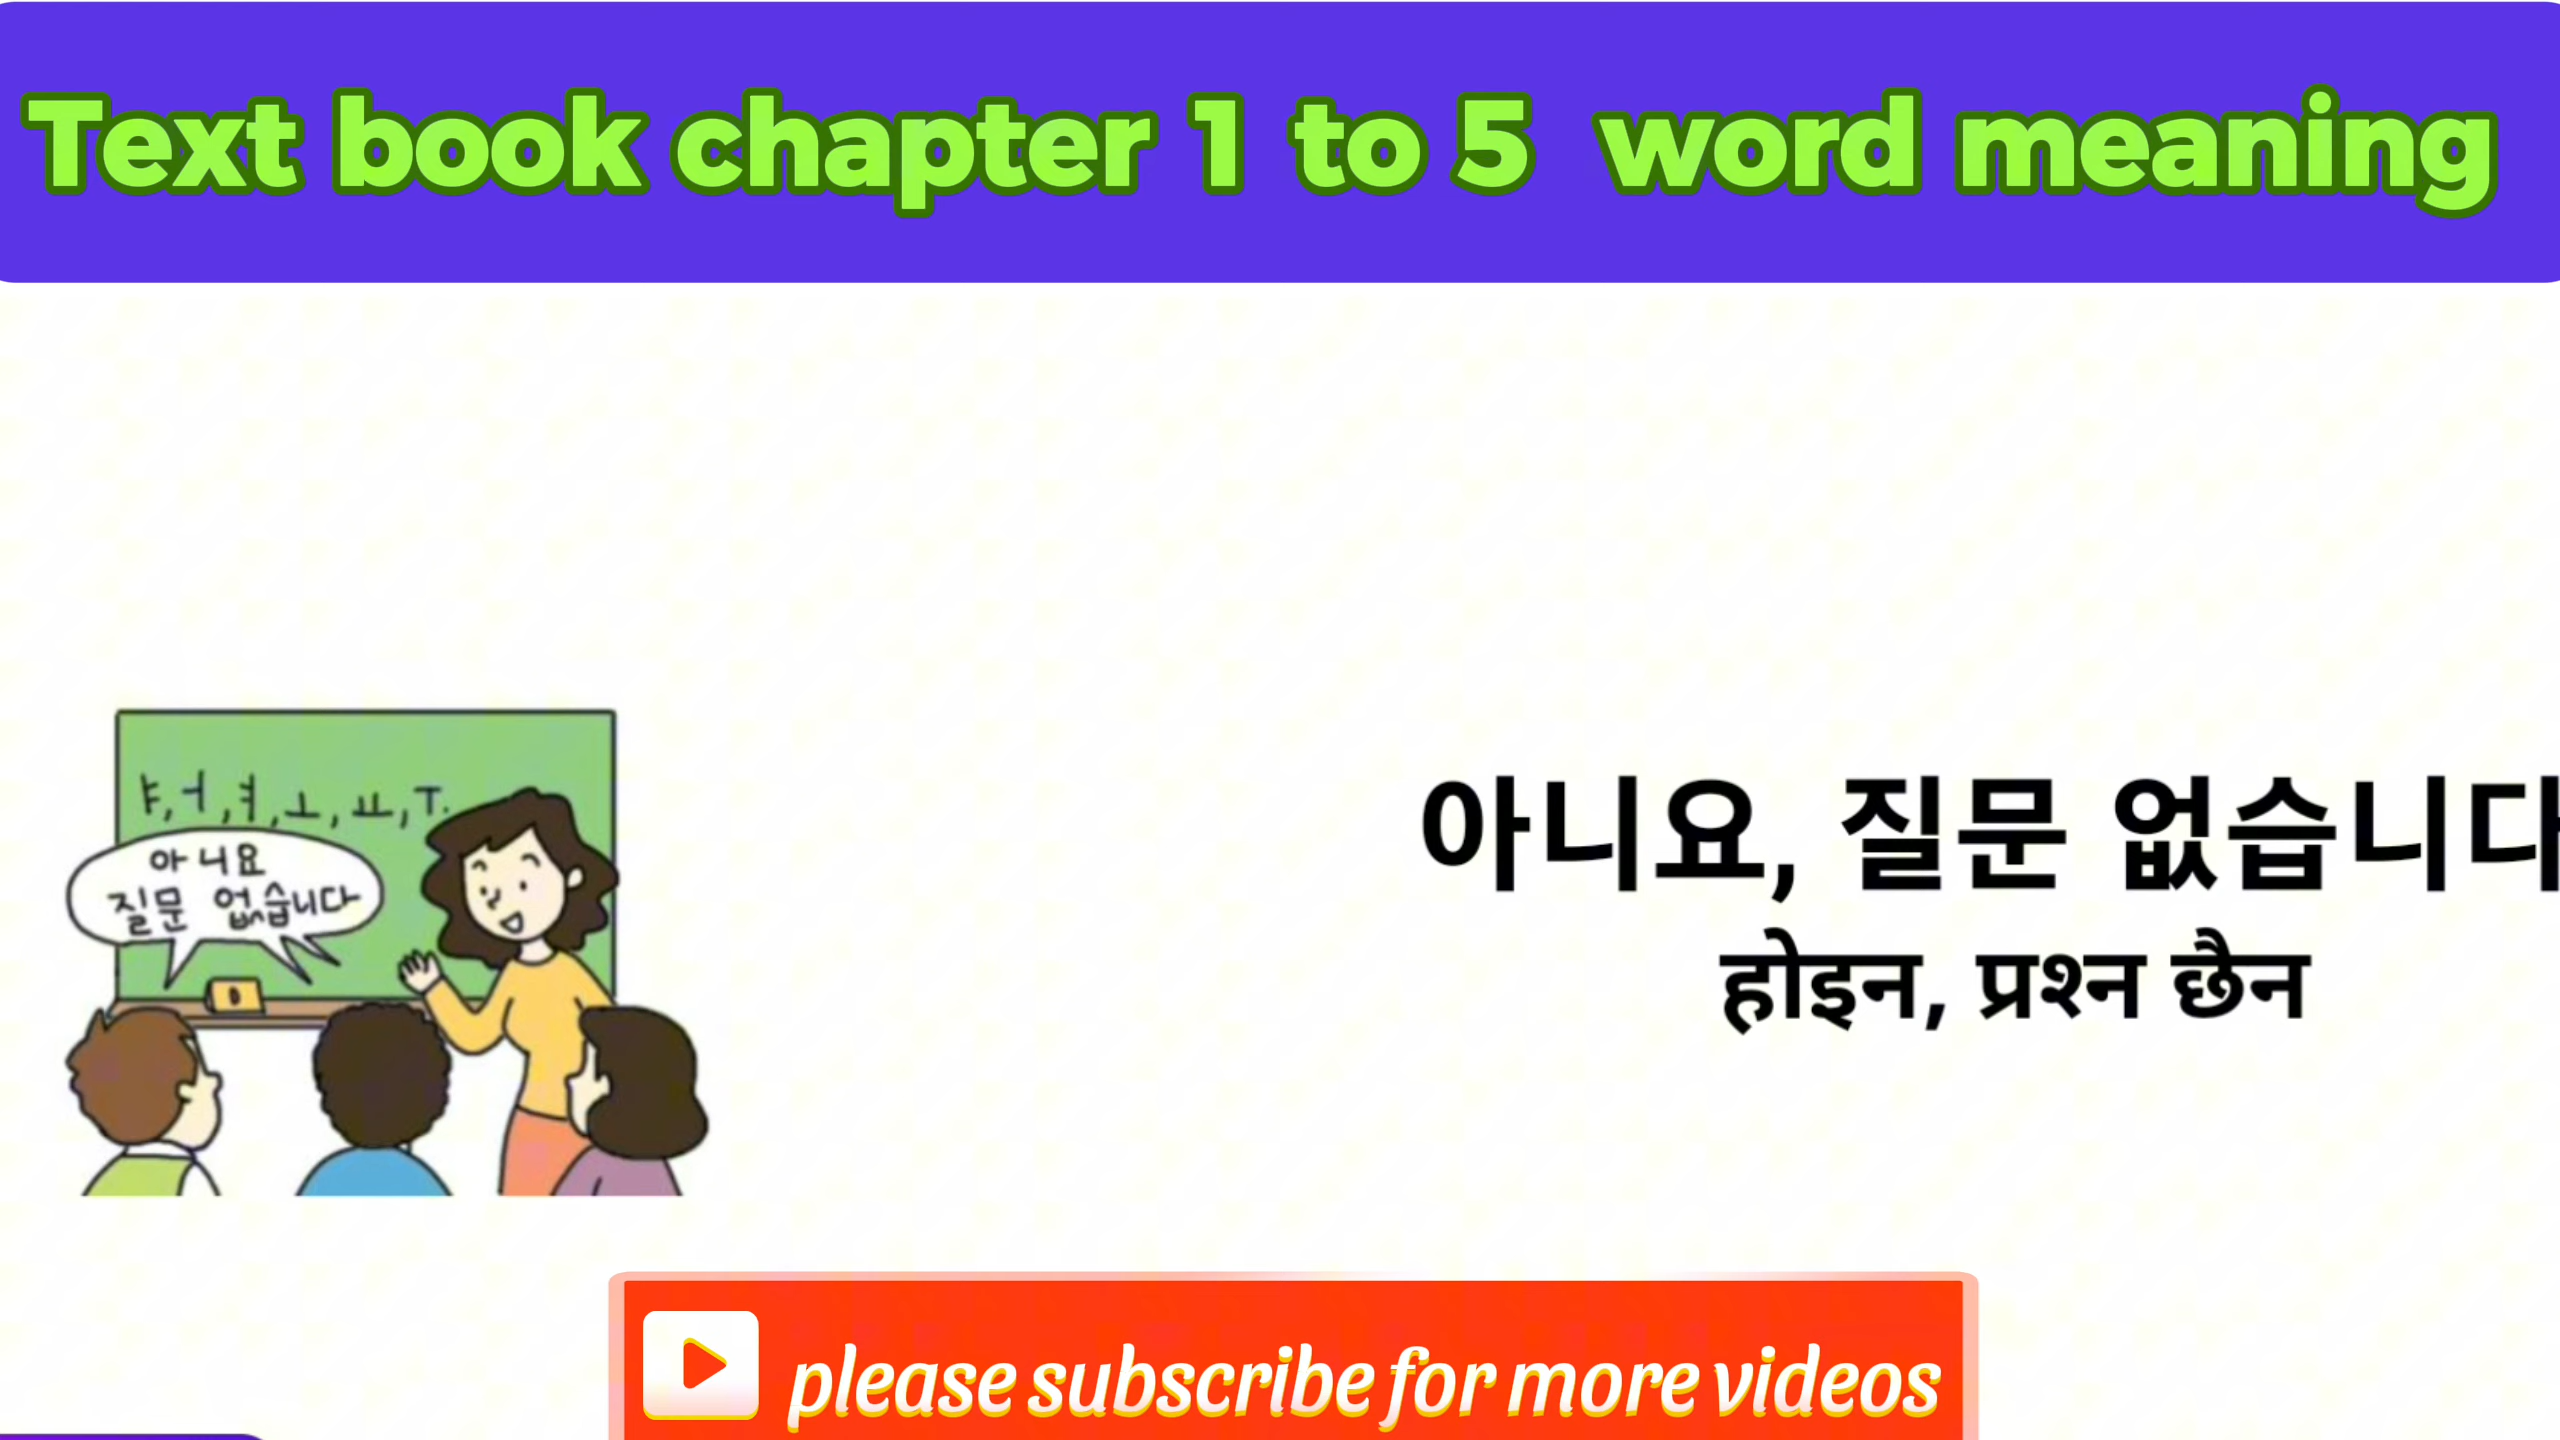 Text book chapter 1 to 5 word meaning
ㅑ,ㅓ,ㅕ,ㅗ,ㅛ,ㅜ.
아니요
질문 없습니다
아니요, 질문 없습니다
होइन, प्रश्न छैन
please subscribe for more videos